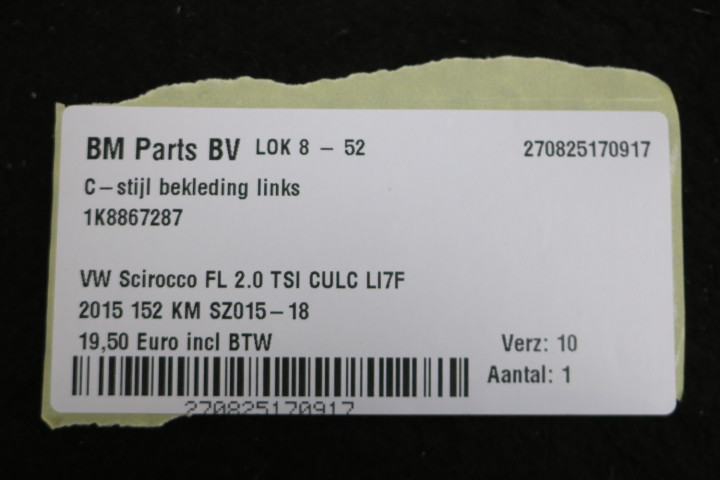 BM Parts BV LOK 8 - 52 270825170917
C-stijl bekleding links
1K8867287
VW Scirocco FL 2.0 TSI CULC LI7F
2015 152 KM SZ015-18
19,50 Euro incl BTW Verz: 10
Aantal: 1
270825170917